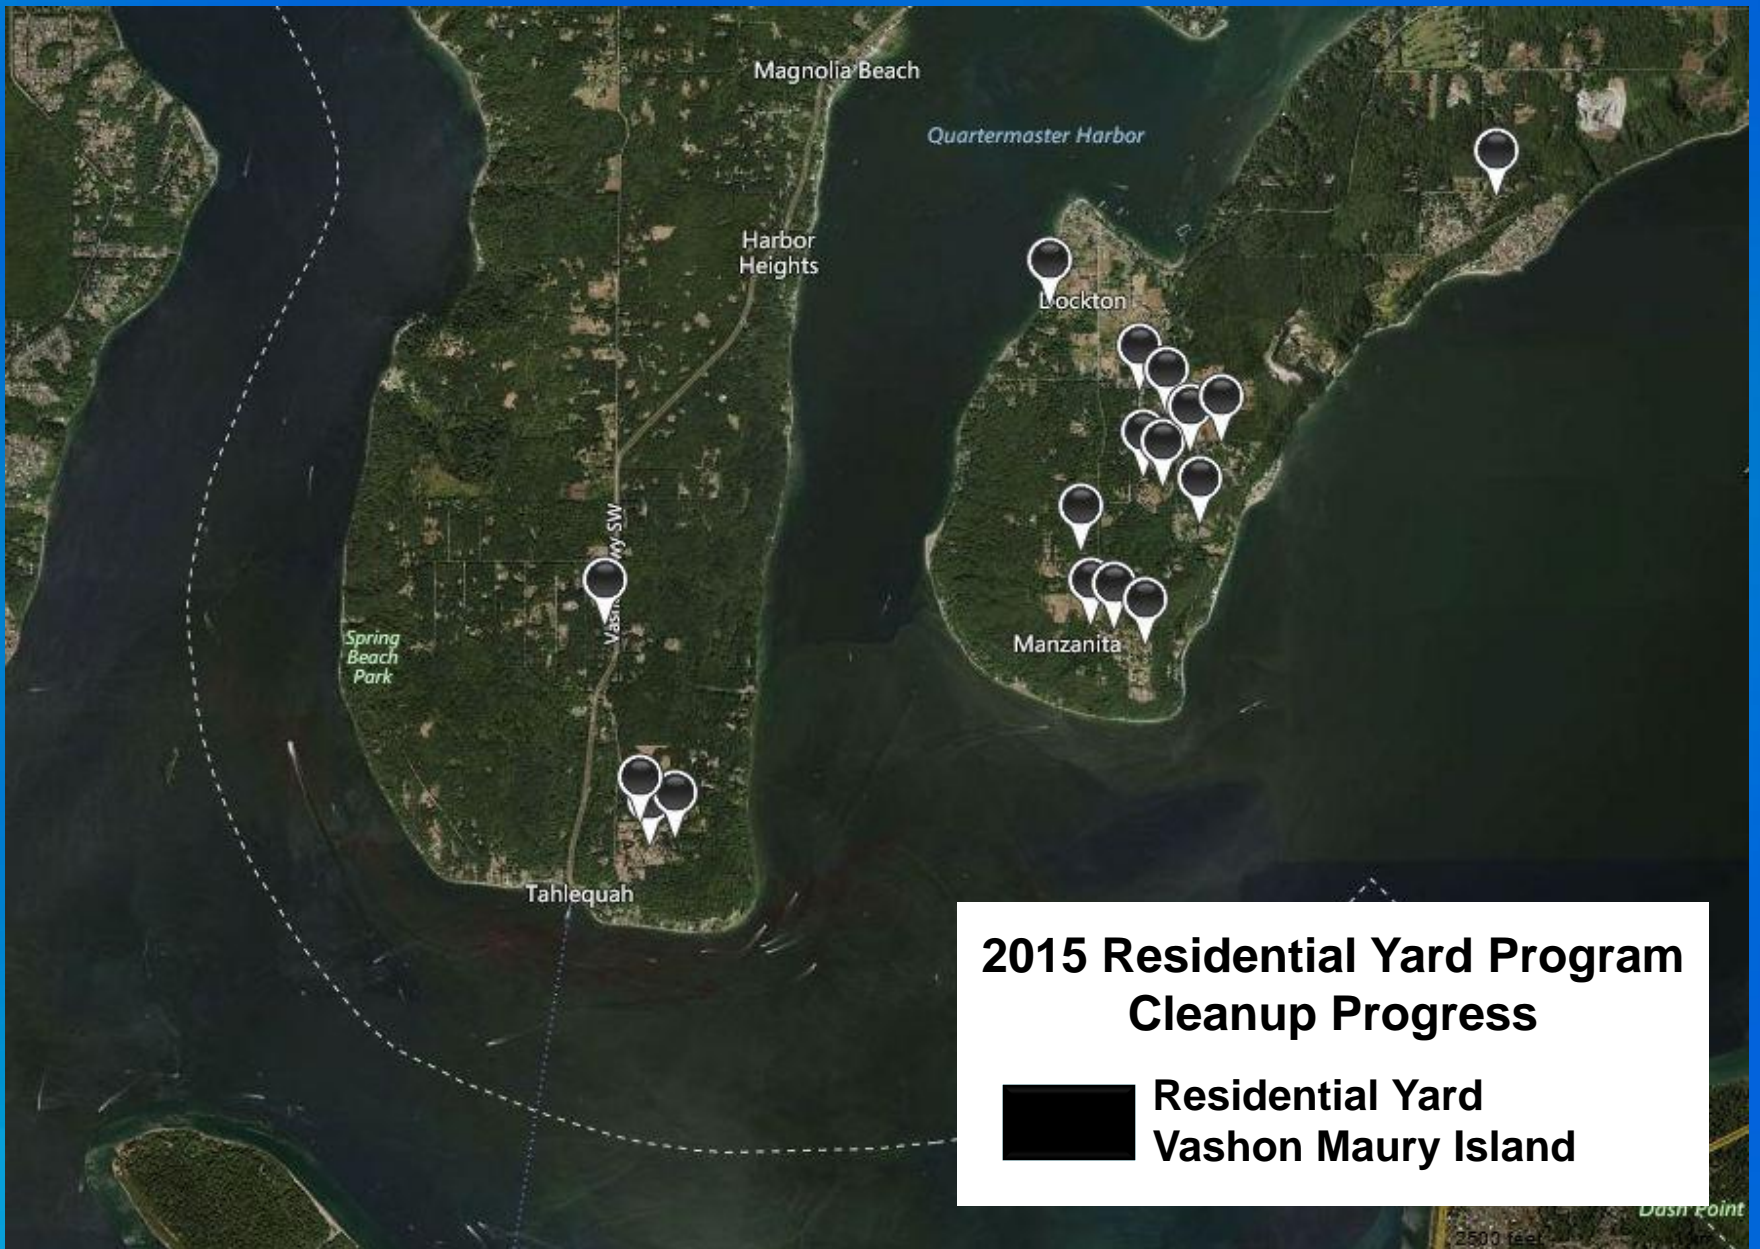 Magnolia Beach
Quartermaster Harbor
Harbor
Heights
Dockton
Spring
Beach
Park
Manzanita
Tahlequah
2015 Residential Yard Program
Cleanup Progress
Residential Yard
Vashon Maury Island
Dash Point
2500 feet